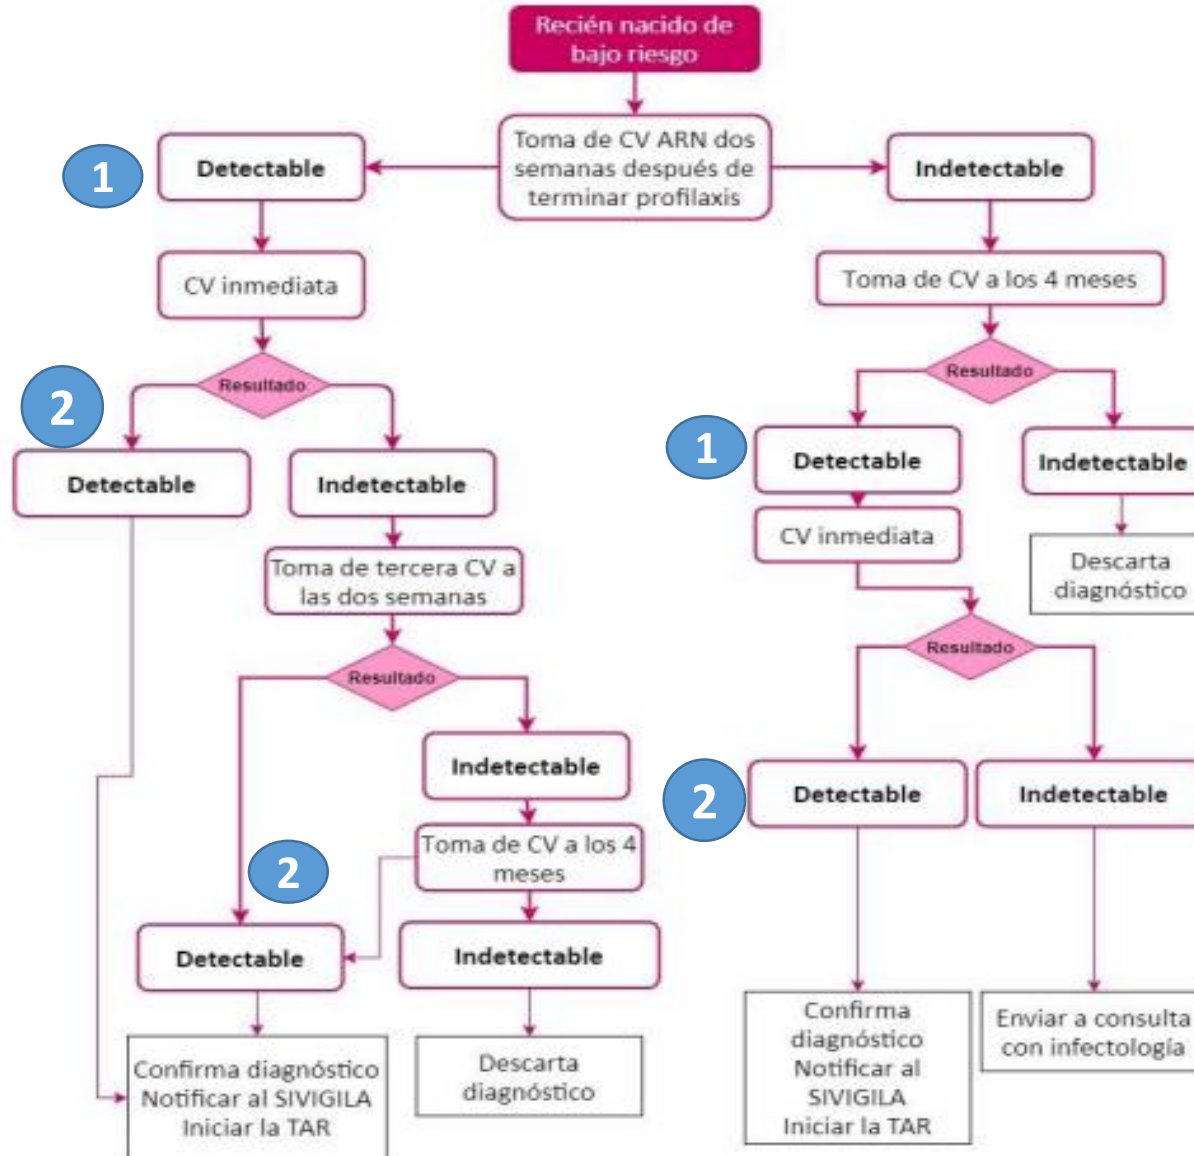 Recién nacido de
bajo riesgo
Toma de CV ARN dos
semanas después de
terminar profilaxis
1
Detectable
CV inmediata
Resultado
2
Detectable
Indetectable
Toma de tercera CV a
las dos semanas
Resultado
Indetectable
Toma de CV a los 4
meses
2
Detectable
Indetectable
Confirma diagnóstico
Notificar al SIVIGILA
Iniciar la TAR
Descarta
diagnóstico
Indetectable
Toma de CV a los 4 meses
Resultado
1
Detectable
Indetectable
CV inmediata
Descarta
diagnóstico
Resultado
2
Detectable
Indetectable
Confirma
diagnóstico
Notificar al
SIVIGILA
Iniciar la TAR
Enviar a consulta
con infectología